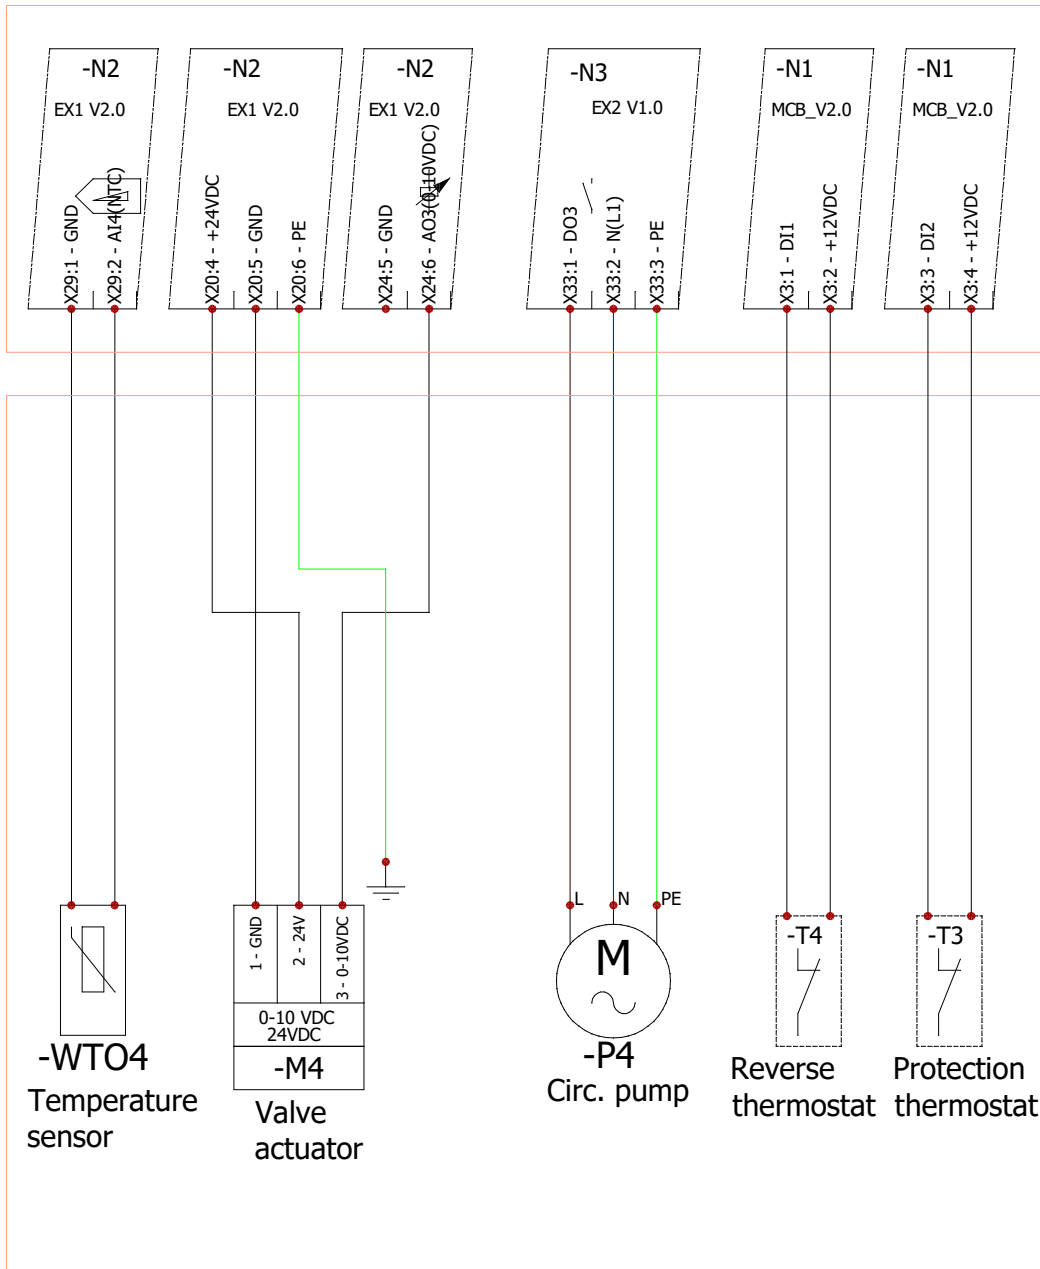 -N2
EX1 V2.0
X29:1 - GND
X29:2 - AI4(NTC)
-N2
EX1 V2.0
X20:4 - +24VDC
X20:5 - GND
X20:6 - PE
-N2
EX1 V2.0
X24:5 - GND
X24:6 - AO3(0-10VDC)
-N3
EX2 V1.0
X33:1 - DO3
X33:2 - N(L1)
X33:3 - PE
-N1
MCB_V2.0
X3:1 - DI1
X3:2 - +12VDC
-N1
MCB_V2.0
X3:3 - DI2
X3:4 - +12VDC
-WTO4
Temperature
sensor
1 - GND
2 - 24V
3 - 0-10VDC
0-10 VDC
24VDC
-M4
Valve
actuator
L
N
PE
M
-P4
Circ. pump
-T4
Reverse
thermostat
-T3
Protection
thermostat